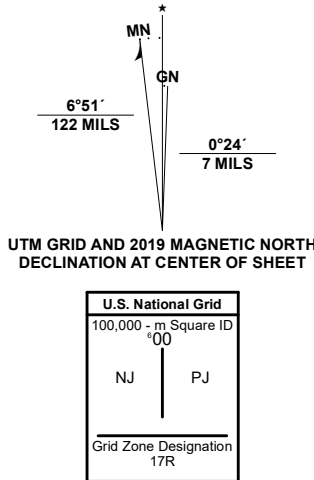 ★
MN
GN
6°51´
122 MILS
0°24´
7 MILS
UTM GRID AND 2019 MAGNETIC NORTH
DECLINATION AT CENTER OF SHEET
U.S. National Grid
100,000 - m Square ID
⁶00
NJ PJ
Grid Zone Designation
17R